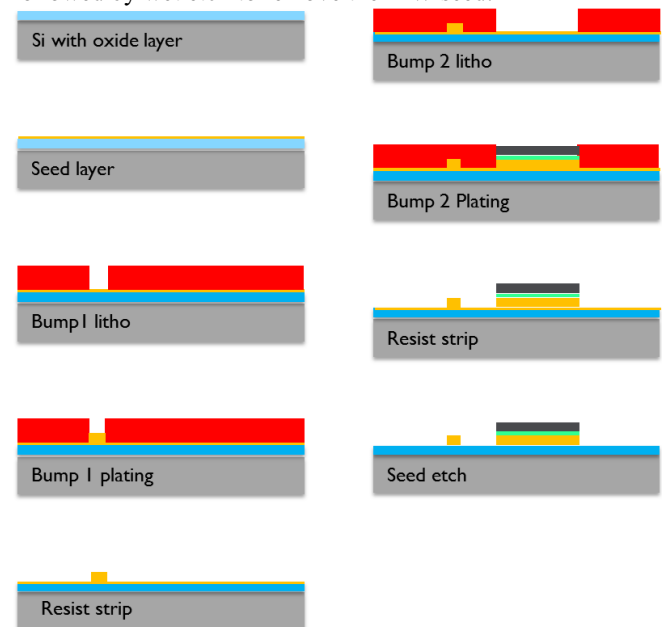 Si with oxide layer
Seed layer
Bump1 litho
Bump 1 plating
Resist strip
Bump 2 litho
Bump 2 Plating
Resist strip
Seed etch